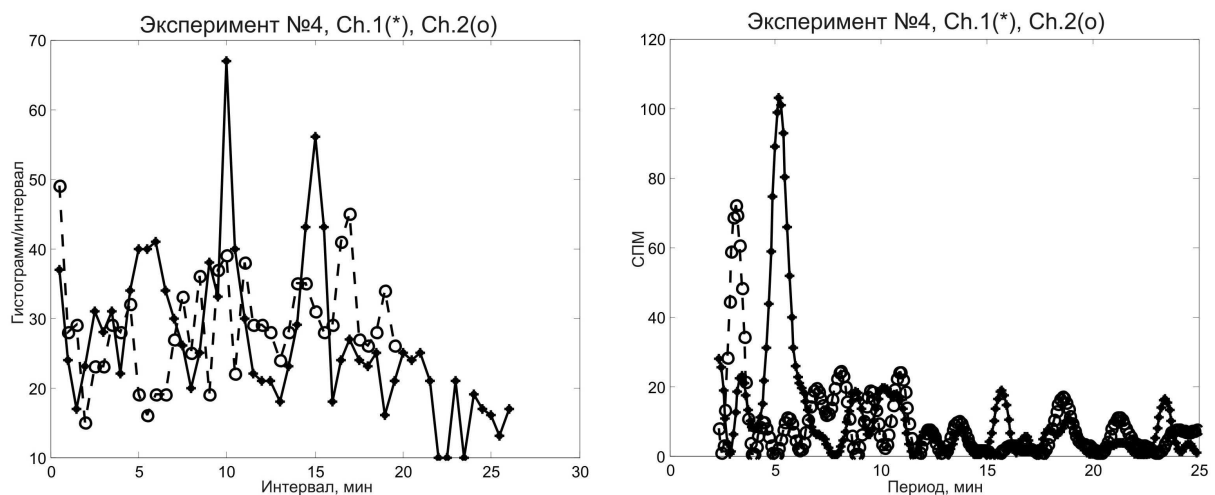 Эксперимент №4, Ch.1(*), Ch.2(o)
Гистограмм/интервал
70
60
50
40
30
20
10
0 5 10 15 20 25 30
Интервал, мин
Эксперимент №4, Ch.1(*), Ch.2(o)
СПМ
120
100
80
60
40
20
0
0 5 10 15 20 25
Период, мин